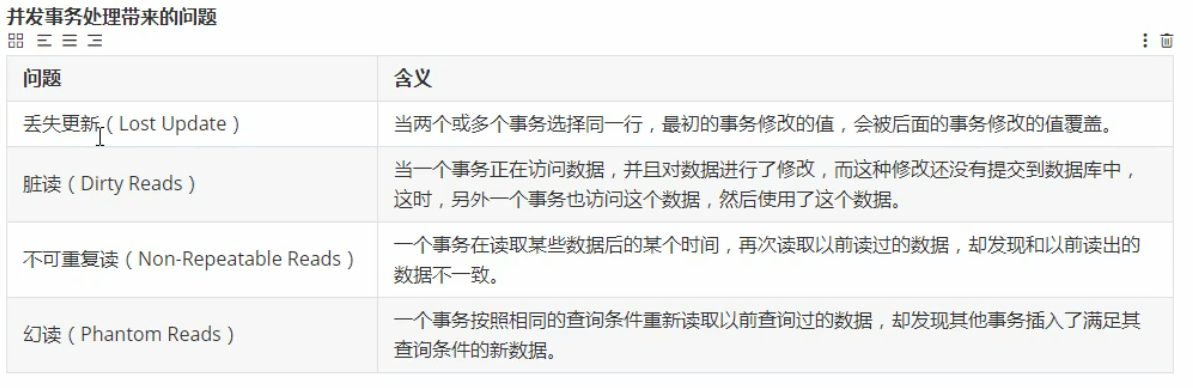 并发事务处理带来的问题
问题 含义
丢失更新（Lost Update） 当两个或多个事务选择同一行，最初的事务修改的值，会被后面的事务修改的值覆盖。
脏读（Dirty Reads） 当一个事务正在访问数据，并且对数据进行了修改，而这种修改还没有提交到数据库中，
这时，另外一个事务也访问这个数据，然后使用了这个数据。
不可重复读（Non-Repeatable Reads） 一个事务在读取某些数据后的某个时间，再次读取以前读过的数据，却发现和以前读出的
数据不一致。
幻读（Phantom Reads） 一个事务按照相同的查询条件重新读取以前查询过的数据，却发现其他事务插入了满足其
查询条件的新数据。